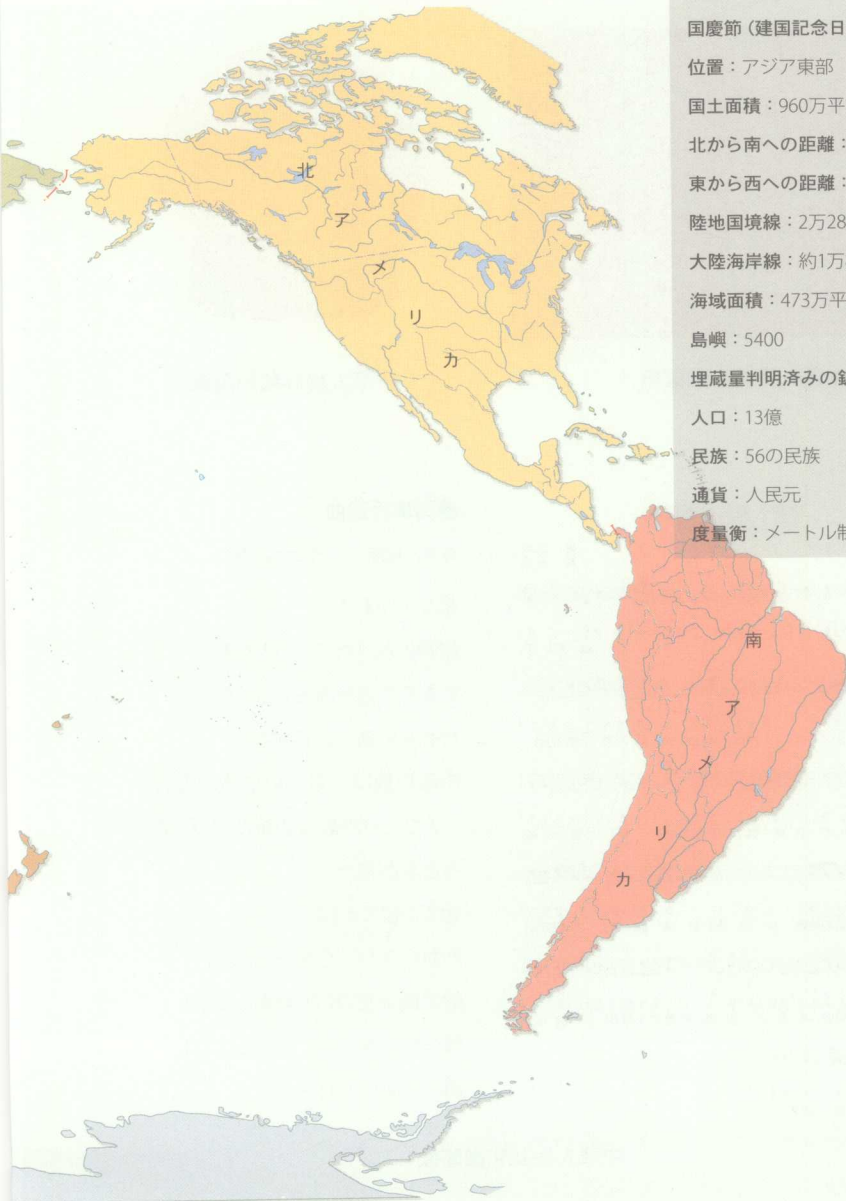 国慶節（建国記念日
位置：アジア東部
国土面積：960万平
北から南への距離：
東から西への距離：
陸地国境線：2万28
大陸海岸線：約1万
海域面積：473万平
島嶼：5400
埋蔵量判明済みの鉱
人口：13億
民族：56の民族
通貨：人民元
度量衡：メートル制
北アメリカ
南アメリカ